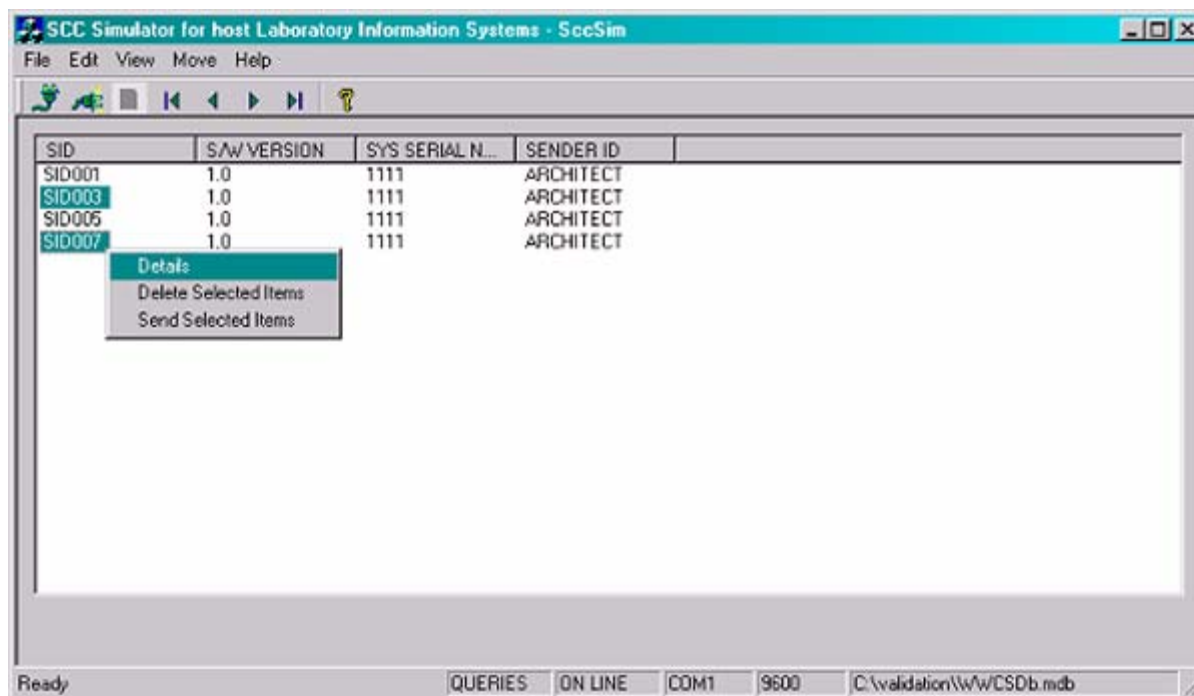 SCC Simulator for host Laboratory Information Systems - SccSim
File Edit View Move Help
SID S/W VERSION SYS SERIAL N... SENDER ID
SID001 1.0 1111 ARCHITECT
SID003 1.0 1111 ARCHITECT
SID005 1.0 1111 ARCHITECT
SID007 1.0 1111 ARCHITECT
Details
Delete Selected Items
Send Selected Items
Ready QUERIES ON LINE COM1 9600 C:\validation\WWCSDb.mdb